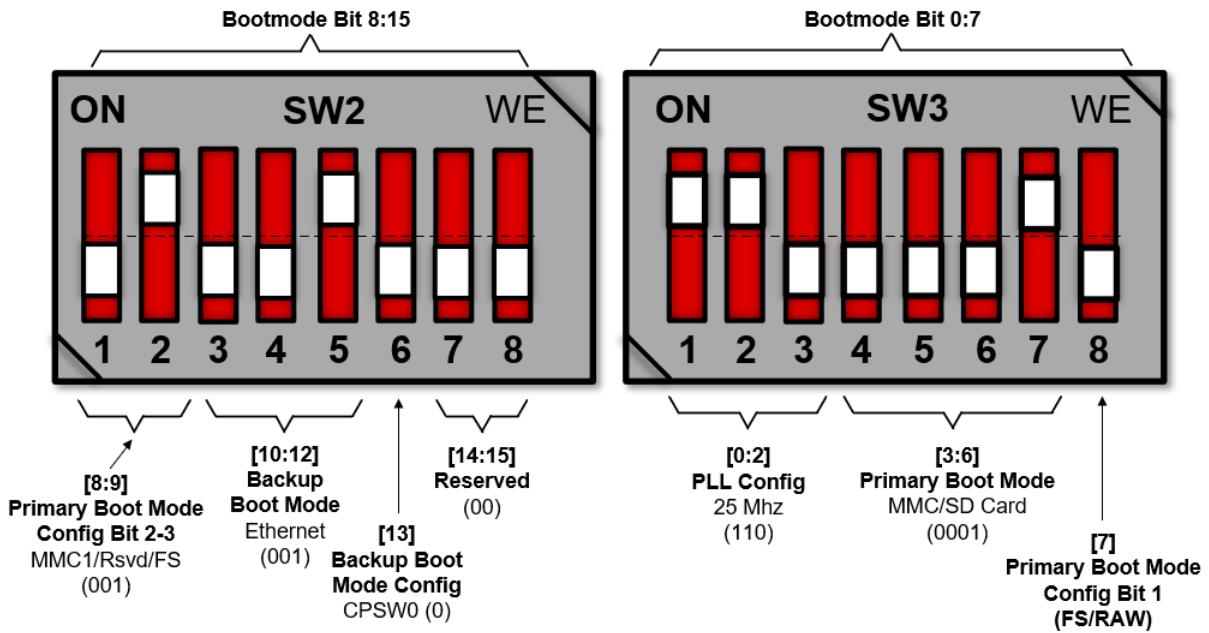 Bootmode Bit 8:15
ON SW2 WE
1 2 3 4 5 6 7 8
[8:9]
Primary Boot Mode
Config Bit 2-3
MMC1/Rsvd/FS
(001)
[10:12]
Backup
Boot Mode
Ethernet
(001)
[13]
Backup Boot
Mode Config
CPSW0 (0)
[14:15]
Reserved
(00)
Bootmode Bit 0:7
ON SW3 WE
1 2 3 4 5 6 7 8
[0:2]
PLL Config
25 Mhz
(110)
[3:6]
Primary Boot Mode
MMC/SD Card
(0001)
[7]
Primary Boot Mode
Config Bit 1
(FS/RAW)